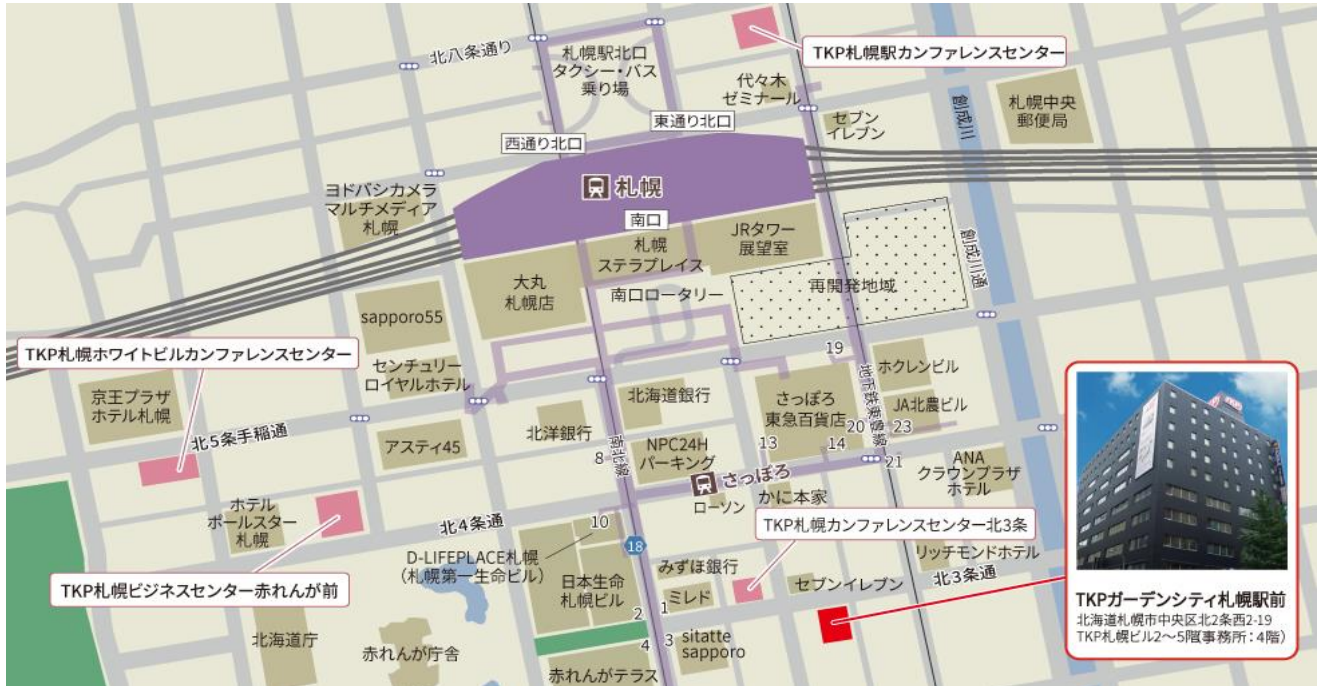 北八条通り
札幌駅北口
タクシー・バス
乗り場
TKP札幌駅カンファレンスセンター
代々木
ゼミナール
セブン
イレブン
創成川
札幌中央
郵便局
西通り北口
東通り北口
札幌
南口
ヨドバシカメラ
マルチメディア
札幌
札幌
ステラプレイス
JRタワー
展望室
創成川通
大丸
札幌店
南口ロータリー
再開発地域
sapporo55
TKP札幌ホワイトビルカンファレンスセンター
センチュリー
ロイヤルホテル
19
地下鉄東豊線
ホクレンビル
京王プラザ
ホテル札幌
北海道銀行
さっぽろ
東急百貨店
JA北農ビル
北5条手稲通
アスティ45
北洋銀行
南北線
8
NPC24H
パーキング
13
14
20
23
21
さっぽろ
ANA
クラウンプラザ
ホテル
ローソン
かに本家
ホテル
ポールスター
札幌
北4条通
10
18
TKP札幌カンファレンスセンター北3条
リッチモンドホテル
D-LIFEPLACE札幌
（札幌第一生命ビル）
TKP札幌ビジネスセンター赤れんが前
日本生命
札幌ビル
みずほ銀行
ミレド
セブンイレブン
北3条通
2
1
4
3
sitatte
sapporo
北海道庁
赤れんが庁舎
赤れんがテラス
TKPガーデンシティ札幌駅前
北海道札幌市中央区北2条西2-19
TKP札幌ビル2〜5階(事務所：4階)